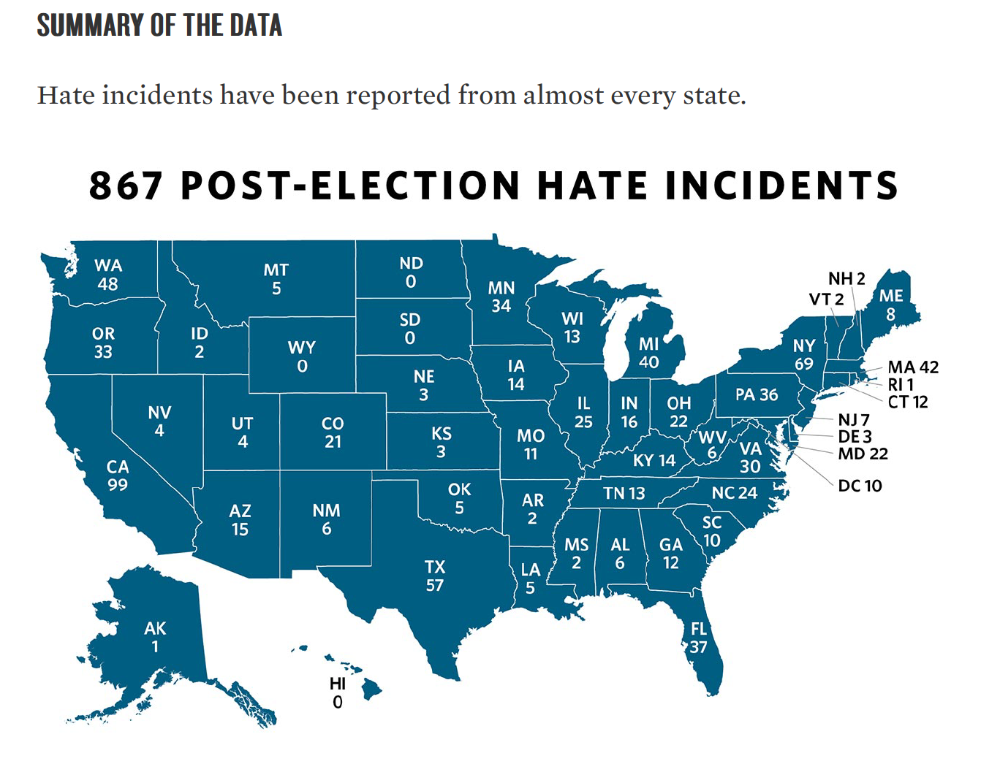 SUMMARY OF THE DATA
Hate incidents have been reported from almost every state.
867 POST-ELECTION HATE INCIDENTS
WA
48
MT
5
ND
0
MN
34
NH 2
VT 2
ME
8
OR
33
ID
2
WY
0
SD
0
WI
13
MI
40
NY
69
MA 42
RI 1
CT 12
NV
4
UT
4
CO
21
NE
3
IA
14
IL
25
IN
16
OH
22
PA 36
NJ 7
DE 3
MD 22
DC 10
CA
99
KS
3
MO
11
KY 14
WV
6
VA
30
AZ
15
NM
6
OK
5
AR
2
TN 13
NC 24
SC
10
TX
57
LA
5
MS
2
AL
6
GA
12
FL
37
AK
1
HI
0